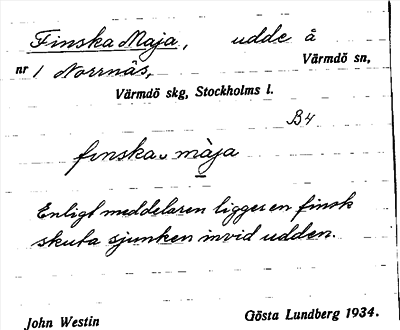 Finska Maja, udde å
nr 1 Norrnäs, Värmdö sn,
Värmdö skg, Stockholms l.
B4
finska maja
Enligt meddelaren ligger en finsk
skuta sjunken invid udden.
John Westin Gösta Lundberg 1934.